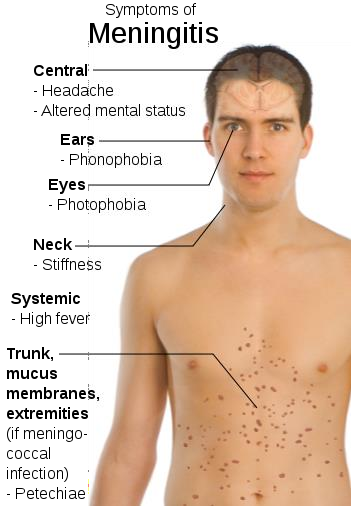 Symptoms of
Meningitis
Central
- Headache
- Altered mental status
Ears
- Phonophobia
Eyes
- Photophobia
Neck
- Stiffness
Systemic
- High fever
Trunk,
mucus
membranes,
extremities
(if meningo-
coccal
infection)
- Petechiae